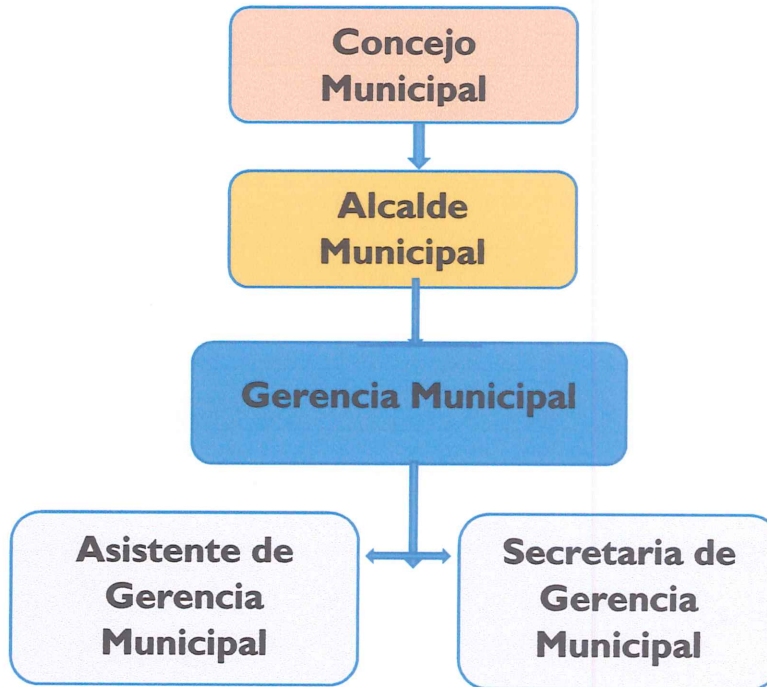 Concejo
Municipal
Alcalde
Municipal
Gerencia Municipal
Asistente de
Gerencia
Municipal
Secretaria de
Gerencia
Municipal